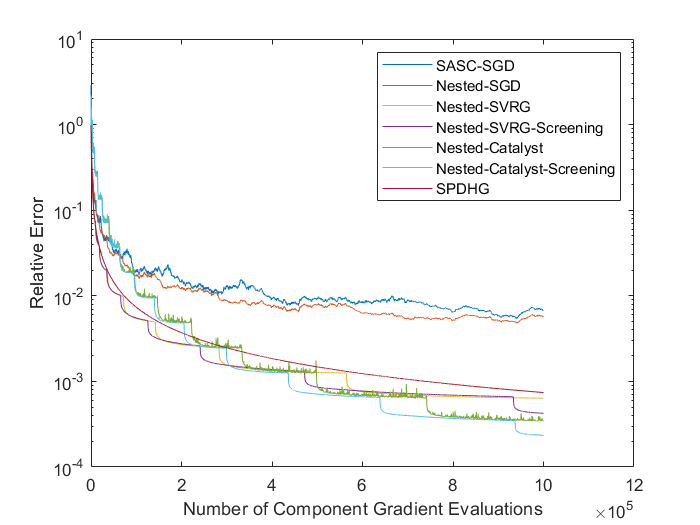 10^1
10^0
10^-1
10^-2
10^-3
10^-4
Relative Error
SASC-SGD
Nested-SGD
Nested-SVRG
Nested-SVRG-Screening
Nested-Catalyst
Nested-Catalyst-Screening
SPDHG
0 2 4 6 8 10 12
Number of Component Gradient Evaluations
×10^5